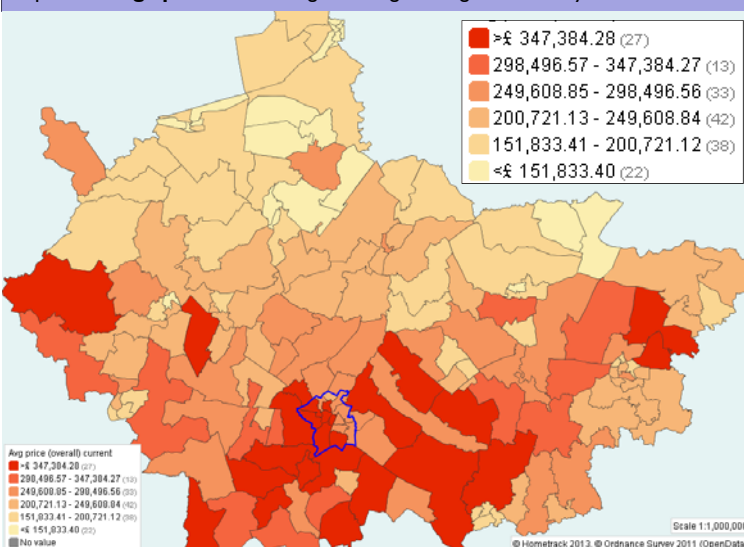 >£ 347,384.28 (27)
298,496.57 - 347,384.27 (13)
249,608.85 - 298,496.56 (33)
200,721.13 - 249,608.84 (42)
151,833.41 - 200,721.12 (38)
<£ 151,833.40 (22)
Avg price (overall) current
>£ 347,384.28 (27)
298,496.57 - 347,384.27 (13)
249,608.85 - 298,496.56 (33)
200,721.13 - 249,608.84 (42)
151,833.41 - 200,721.12 (38)
<£ 151,833.40 (22)
No value
Scale 1:1,000,000
© Hometrack 2013, © Ordnance Survey 2011 (OpenData